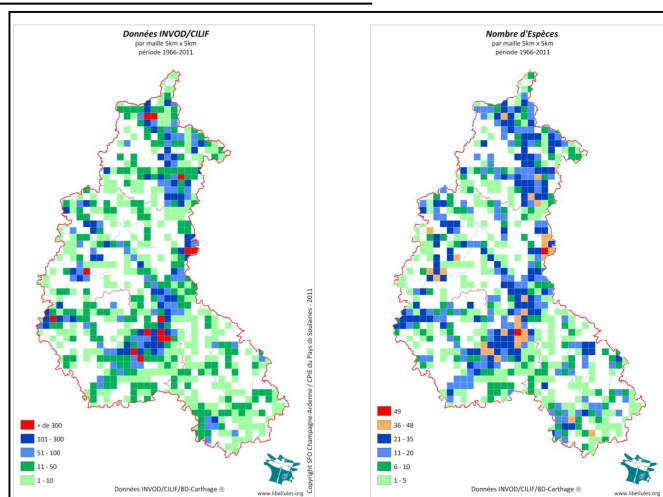 Données INVOD/CILIF
par maille 5km x 5km
période 1966-2011
+ de 300
101 - 300
51 - 100
11 - 50
1 - 10
Données INVOD/CILIF/BD-Carthage ®
www.libellules.org
Copyright SFO Champagne-Ardenne / CPIE du Pays de Soulaines - 2011
Nombre d'Espèces
par maille 5km x 5km
période 1966-2011
49
36 - 48
21 - 35
11 - 20
6 - 10
1 - 5
Données INVOD/CILIF/BD-Carthage ®
www.libellules.org